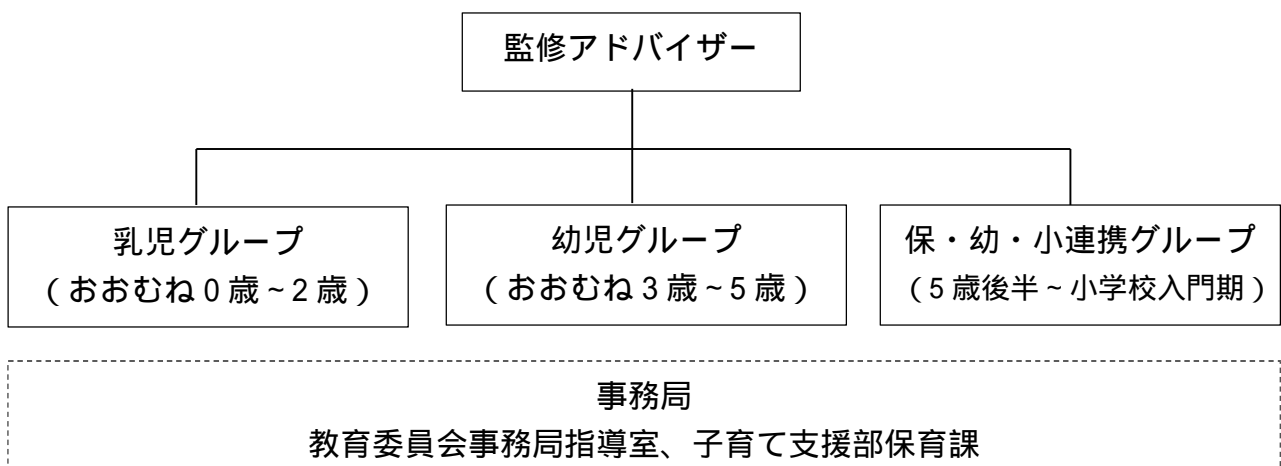 監修アドバイザー
乳児グループ
（おおむね０歳～２歳）
幼児グループ
（おおむね３歳～５歳）
保・幼・小連携グループ
（５歳後半～小学校入門期）
事務局
教育委員会事務局指導室、子育て支援部保育課